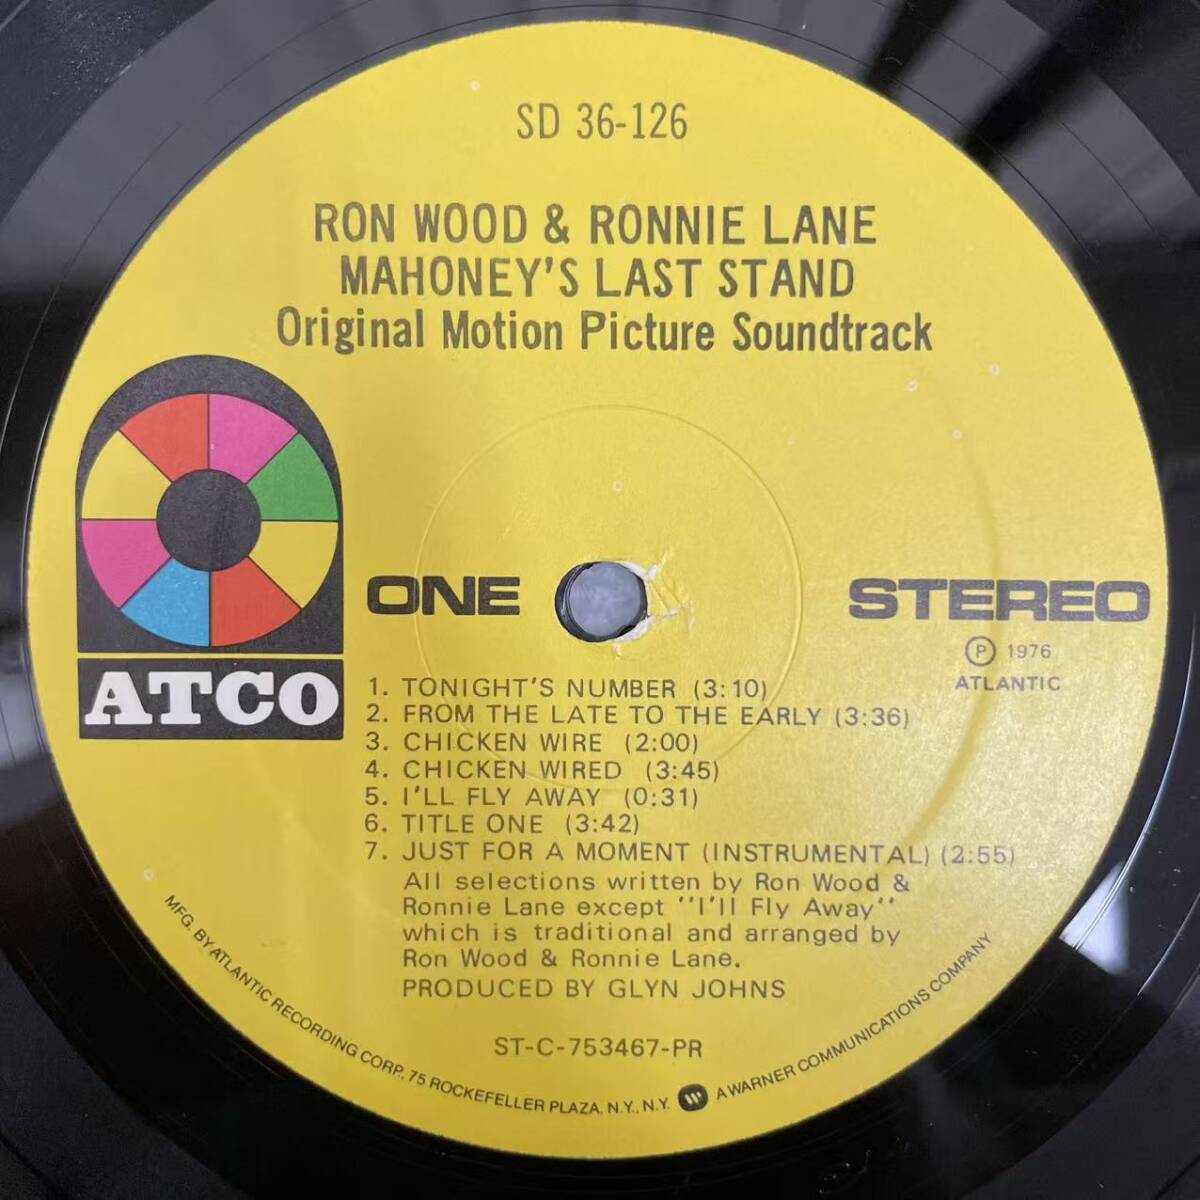 SD 36-126
RON WOOD & RONNIE LANE
MAHONEY'S LAST STAND
Original Motion Picture Soundtrack
ATCO
ONE
STEREO
Ⓟ 1976
ATLANTIC
1. TONIGHT'S NUMBER (3:10)
2. FROM THE LATE TO THE EARLY (3:36)
3. CHICKEN WIRE (2:00)
4. CHICKEN WIRED (3:45)
5. I'LL FLY AWAY (0:31)
6. TITLE ONE (3:42)
7. JUST FOR A MOMENT (INSTRUMENTAL) (2:55)
All selections written by Ron Wood &
Ronnie Lane except "I'll Fly Away"
which is traditional and arranged by
Ron Wood & Ronnie Lane.
PRODUCED BY GLYN JOHNS
ST-C-753467-PR
MFG. BY ATLANTIC RECORDING CORP., 75 ROCKEFELLER PLAZA, N.Y., N.Y. W A WARNER COMMUNICATIONS COMPANY